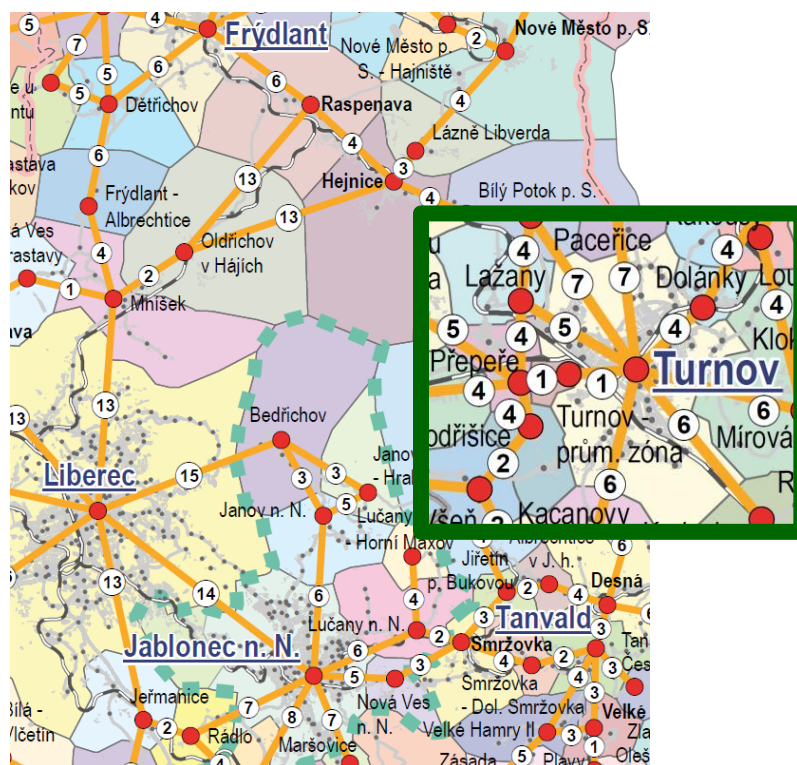 5
Frýdlant
4
2
Nové Město p. S.
7
Nové Město p.
S. - Hajniště
5
6
6
5
Dětřichov
Raspenava
4
6
4
Lázně Libverda
3
Frýdlant -
Albrechtice
13
Hejnice
4
Bílý Potok p. S.
13
4
Oldřichov
v Hájích
2
1
Mníšek
13
13
Bedřichov
Liberec
15
3
3
Janov n. N.
5
Lučany
- Horní Maxov
13
14
6
4
Jiřetín
p. Bukovou
v J. h.
6
2
4
Desná
Lučany n. N.
2
3
Tanvald
3
Smržovka
Jablonec n. N.
6
4
2
3
5
3
Smržovka
- Dol. Smržovka
4
3
Jeřmanice
7
Nová Ves
n. N.
Velké Hamry II
Velké
2
Rádlo
8
7
Maršovice
5
3
1
Zásada
Plavy
4
Paceřice
4
Lažany
7
7
Dolánky
5
4
5
4
4
Přepeře
1
1
Turnov
4
4
Turnov -
prům. zóna
6
6
Mírová
2
6
Kacanovy